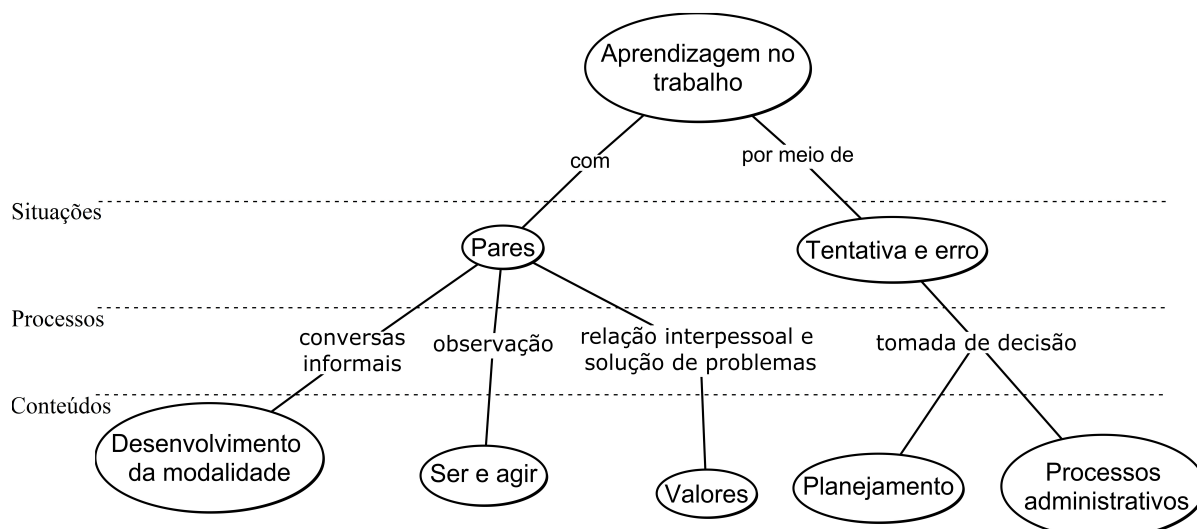 Aprendizagem no
trabalho
com
por meio de
Situações
Pares
Tentativa e erro
Processos
conversas
informais
observação
relação interpessoal e
solução de problemas
tomada de decisão
Conteúdos
Desenvolvimento
da modalidade
Ser e agir
Valores
Planejamento
Processos
administrativos